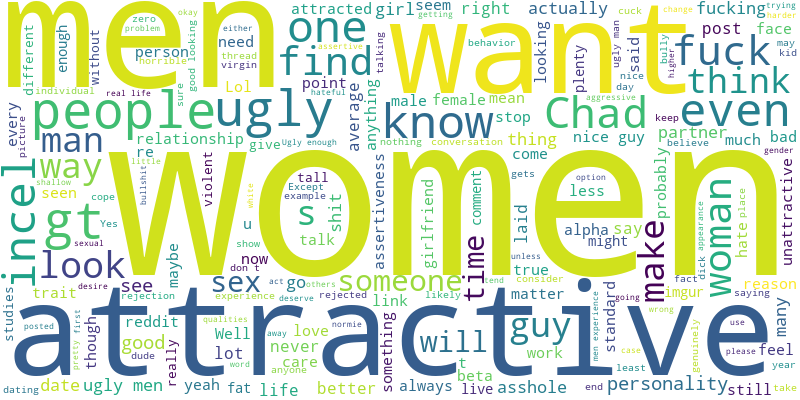 men
want
women
attractive
one
find
fuck
think
people
ugly
know
Chad
even
man
way
gt
s
look
incel
sex
someone
time
make
woman
guy
will
personality
asshole
different
enough
without
zero
okay
problem
person
need
horrible
thread
virgin
good looking
attracted
girl
seem
right
actually
fucking
assertive
cuck
change
trying
harder
either
getting
talking
behavior
ugly man
bully
nice
day
higher
looking
plenty
said
post
face
may
kid
individual
real life
sure
Lol
hateful
point
average
anything
male
female
mean
nothing
conversation
stop
aggressive
keep
nice guy
thing
partner
believe
much
bad
gender
every
picture
relationship
give
Ugly enough
re
little
bullshit
violent
tall
Except
example
shit
talk
white
assertiveness
girlfriend
comment
gets
come
laid
option
less
alpha
might
say
true
unless
consider
matter
probably
dick
appearance
hate
place
unattractive
reason
shallow
seen
cope
Yes
sexual
maybe
u
show
now
don t
see
go
others
act
deserve
desire
rejection
experience
rejected
likely
tend
link
studies
trait
though
reddit
normie
qualities
Well
love
something
posted
pretty
first
good
dude
really
lot
word
away
anyone
never
care
t
beta
work
men experience
standard
going
imgur
fact
saying
many
wrong
genuinely
case
use
please
feel
least
year
dating
date
ugly men
yeah
fat
life
better
always
live
end
still
take